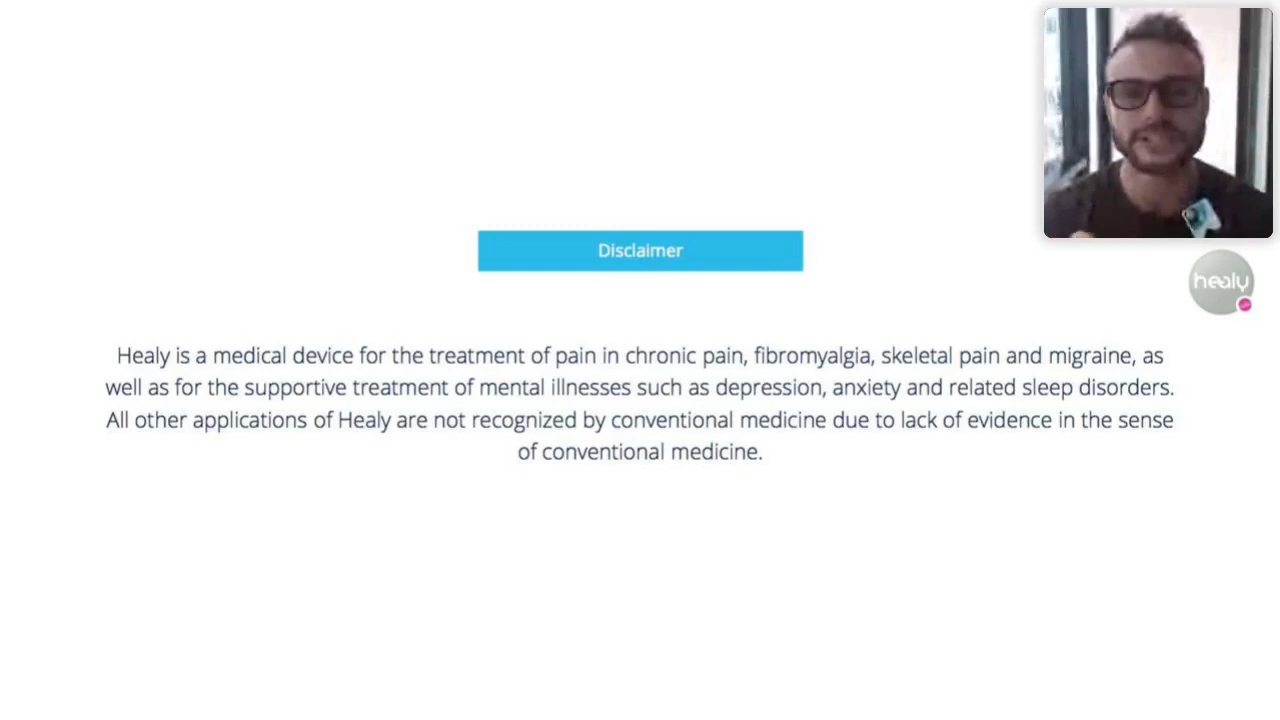 Disclaimer
healy
Healy is a medical device for the treatment of pain in chronic pain, fibromyalgia, skeletal pain and migraine, as
well as for the supportive treatment of mental illnesses such as depression, anxiety and related sleep disorders.
All other applications of Healy are not recognized by conventional medicine due to lack of evidence in the sense
of conventional medicine.